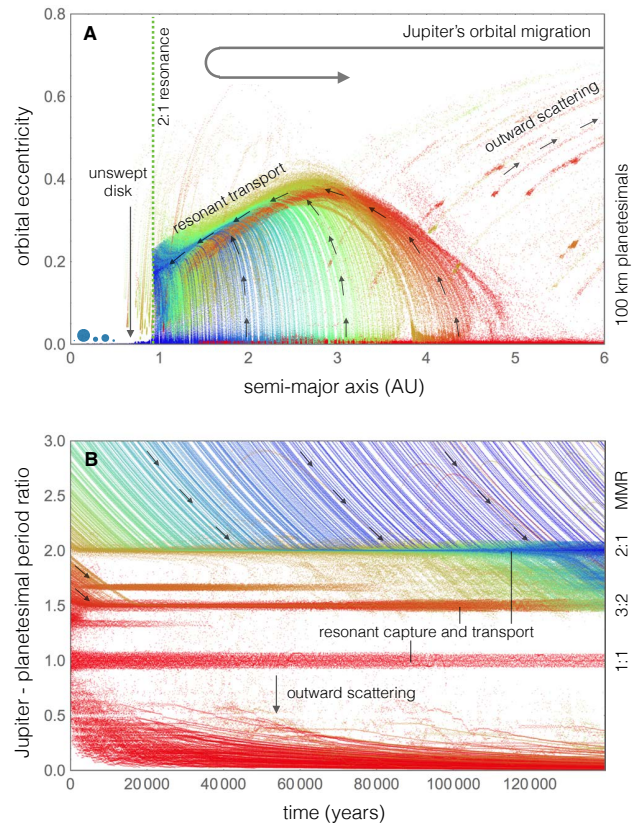 A
Jupiter's orbital migration
2:1 resonance
outward scattering
unswept
disk
resonant transport
0.8
0.6
0.4
0.2
0.0
orbital eccentricity
100 km planetesimals
0 1 2 3 4 5 6
semi-major axis (AU)
B
3.0
2.5
2.0
1.5
1.0
0.5
0.0
Jupiter - planetesimal period ratio
MMR
2:1
3:2
1:1
resonant capture and transport
outward scattering
0 20 000 40 000 60 000 80 000 100 000 120 000
time (years)